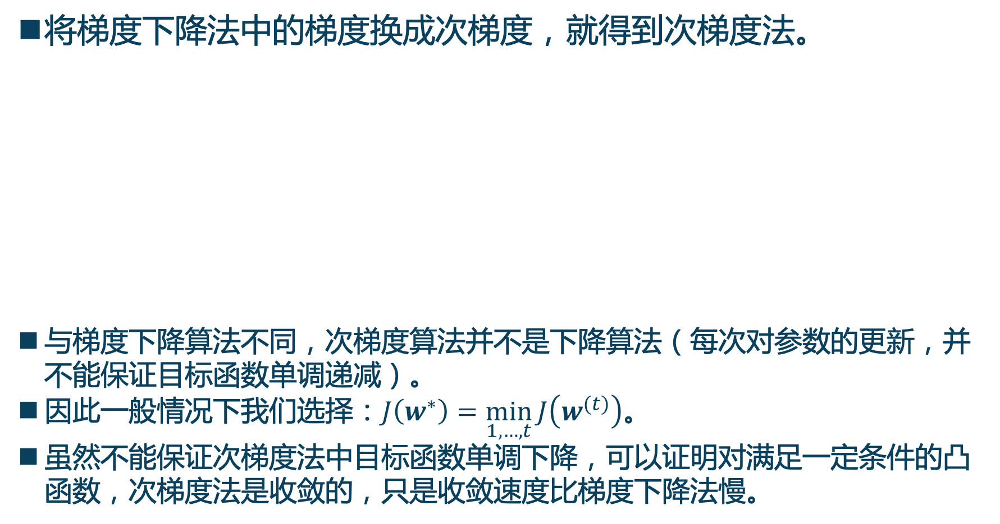 ■将梯度下降法中的梯度换成次梯度，就得到次梯度法。
■ 与梯度下降算法不同，次梯度算法并不是下降算法（每次对参数的更新，并
不能保证目标函数单调递减）。
■ 因此一般情况下我们选择：J(w*) = min_{1,…,t} J(w^{(t)})。
■ 虽然不能保证次梯度法中目标函数单调下降，可以证明对满足一定条件的凸
函数，次梯度法是收敛的，只是收敛速度比梯度下降法慢。